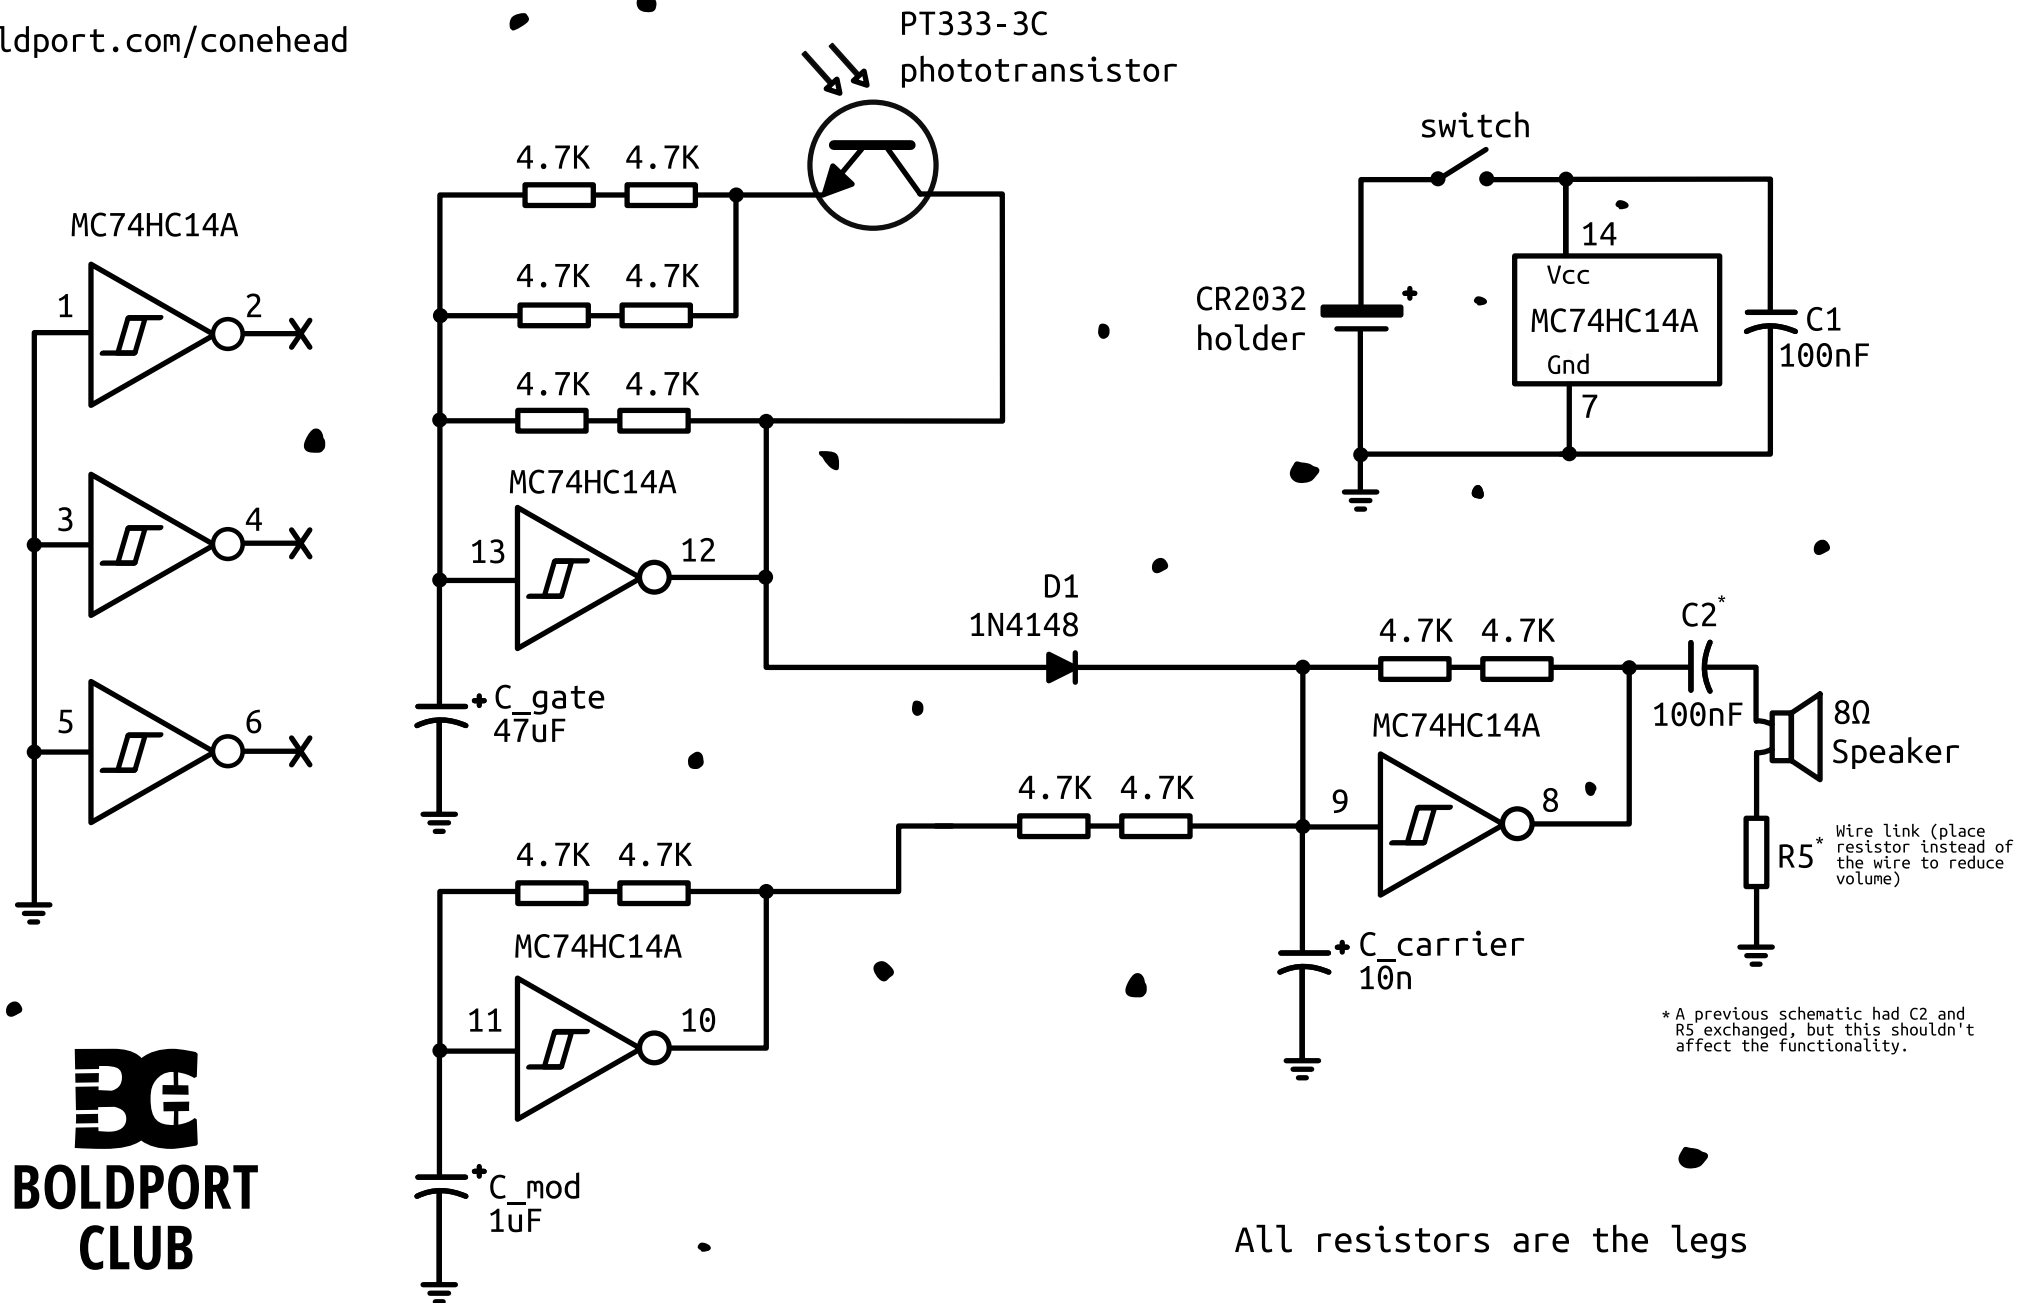 ldport.com/conehead
PT333-3C
phototransistor
switch
4.7K 4.7K
MC74HC14A
1
2
3
4
5
6
4.7K 4.7K
4.7K 4.7K
MC74HC14A
13
12
+ C_gate
47uF
CR2032
holder
+
14
Vcc
MC74HC14A
Gnd
7
C1
100nF
D1
1N4148
4.7K 4.7K
C2*
100nF
MC74HC14A
9
8
8Ω
Speaker
R5*
Wire link (place
resistor instead of
the wire to reduce
volume)
4.7K 4.7K
4.7K 4.7K
MC74HC14A
11
10
+ C_carrier
10n
* A previous schematic had C2 and
R5 exchanged, but this shouldn't
affect the functionality.
+ C_mod
1uF
BC
BOLDPORT
CLUB
All resistors are the legs